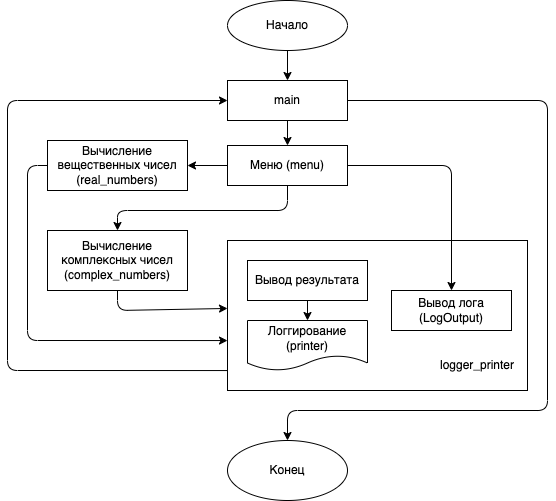 Начало
main
Вычисление
вещественных чисел
(real_numbers)
Меню (menu)
Вычисление
комплексных чисел
(complex_numbers)
Вывод результата
Логгирование
(printer)
Вывод лога
(LogOutput)
logger_printer
Конец